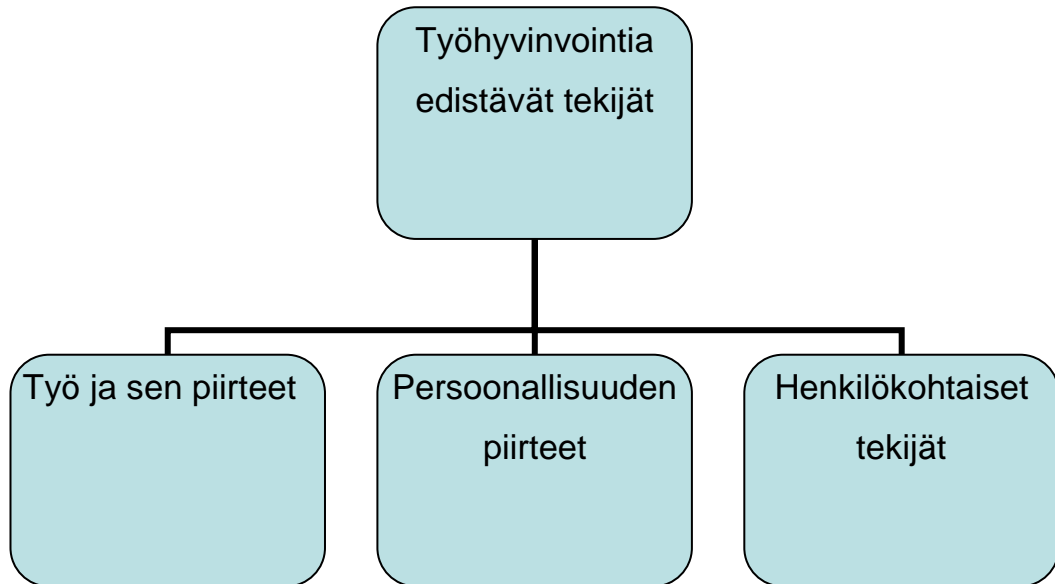 Työhyvinvointia
edistävät tekijät
Työ ja sen piirteet
Persoonallisuuden
piirteet
Henkilökohtaiset
tekijät